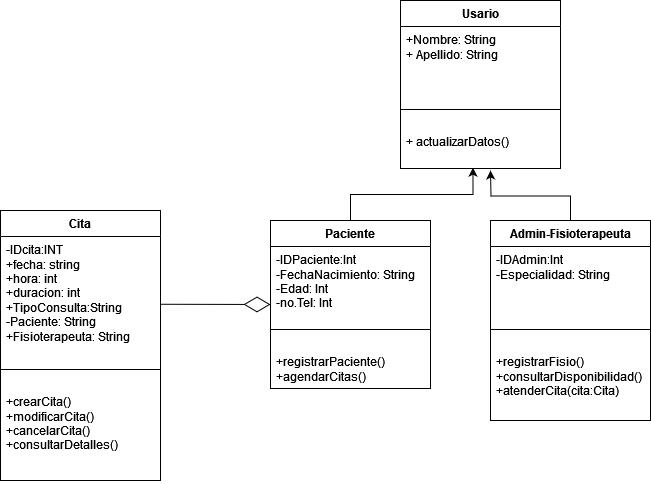 Usario
+Nombre: String
+ Apellido: String
+ actualizarDatos()
Cita
-IDcita:INT
+fecha: string
+hora: int
+duracion: int
+TipoConsulta:String
-Paciente: String
+Fisioterapeuta: String
+crearCita()
+modificarCita()
+cancelarCita()
+consultarDetalles()
Paciente
-IDPaciente:Int
-FechaNacimiento: String
-Edad: Int
-no.Tel: Int
+registrarPaciente()
+agendarCitas()
Admin-Fisioterapeuta
-IDAdmin:Int
-Especialidad: String
+registrarFisio()
+consultarDisponibilidad()
+atenderCita(cita:Cita)